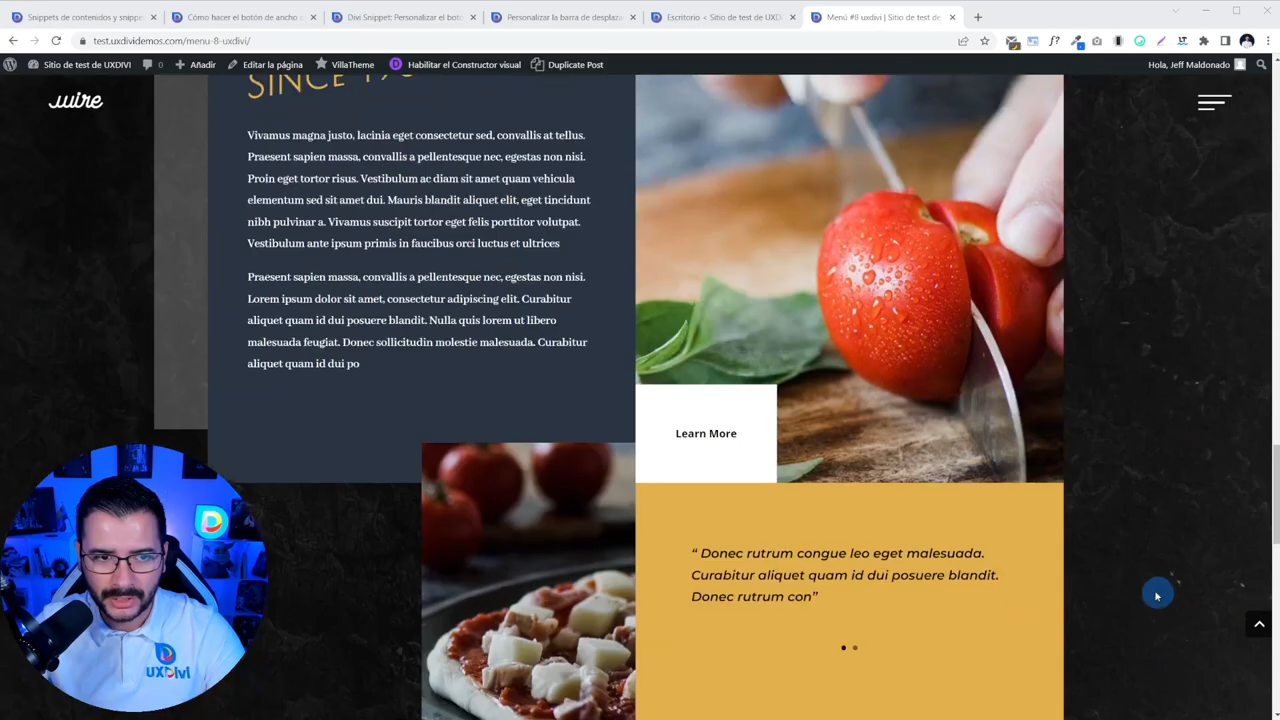 Snippets de contenidos y snippe
Cómo hacer el botón de ancho c
Divi Snippet: Personalizar el bot
Personalizar la barra de desplaza
Escritorio < Sitio de test de UXD
Menú #8 uxdivi | Sitio de test de
test.uxdividemos.com/menu-8-uxdivi/
Sitio de test de UXDIVI
0
Añadir
Editar la página
VillaTheme
Habilitar el Constructor visual
Duplicate Post
Hola, Jeff Maldonado
SINCE
Vivamus magna justo, lacinia eget consectetur sed, convallis at tellus.
Praesent sapien massa, convallis a pellentesque nec, egestas non nisi.
Proin eget tortor risus. Vestibulum ac diam sit amet quam vehicula
elementum sed sit amet dui. Mauris blandit aliquet elit, eget tincidunt
nibh pulvinar a. Vivamus suscipit tortor eget felis porttitor volutpat.
Vestibulum ante ipsum primis in faucibus orci luctus et ultrices
Praesent sapien massa, convallis a pellentesque nec, egestas non nisi.
Lorem ipsum dolor sit amet, consectetur adipiscing elit. Curabitur
aliquet quam id dui posuere blandit. Nulla quis lorem ut libero
malesuada feugiat. Donec sollicitudin molestie malesuada. Curabitur
aliquet quam id dui po
Learn More
“ Donec rutrum congue leo eget malesuada.
Curabitur aliquet quam id dui posuere blandit.
Donec rutrum con”
UXDivi